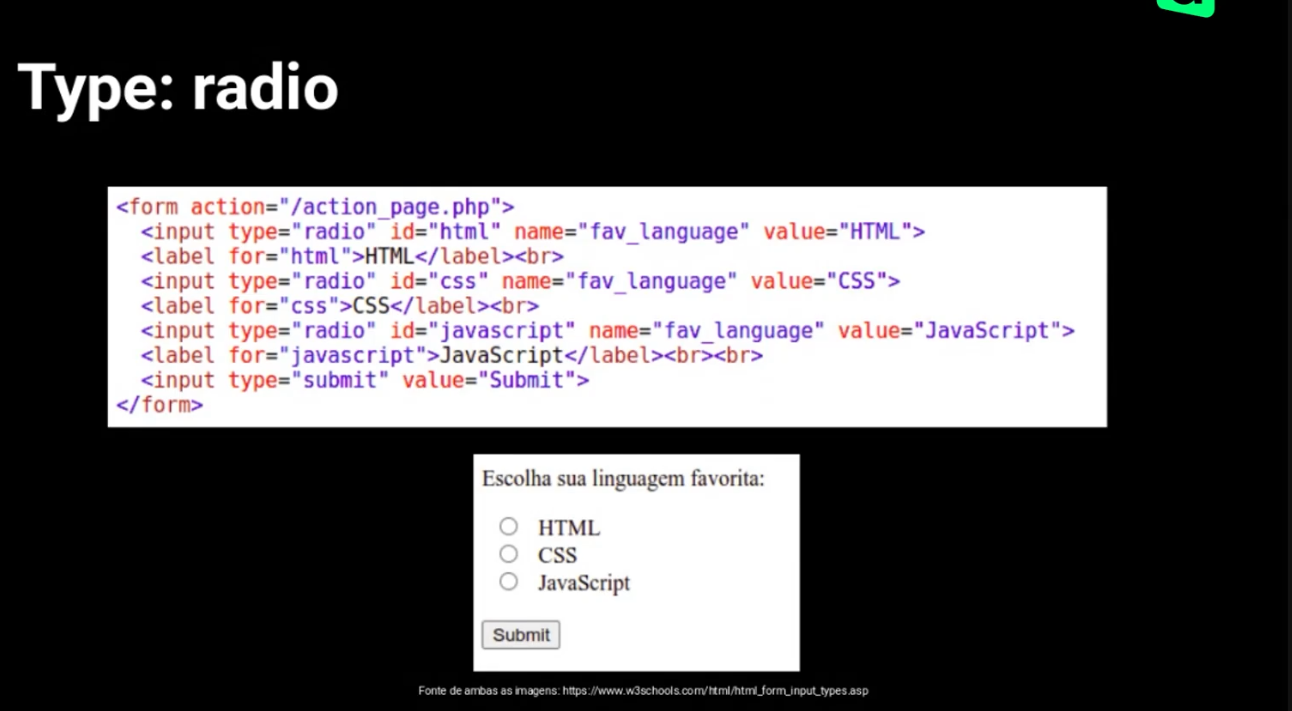 Type: radio
<form action="/action_page.php">
<input type="radio" id="html" name="fav_language" value="HTML">
<label for="html">HTML</label><br>
<input type="radio" id="css" name="fav_language" value="CSS">
<label for="css">CSS</label><br>
<input type="radio" id="javascript" name="fav_language" value="JavaScript">
<label for="javascript">JavaScript</label><br><br>
<input type="submit" value="Submit">
</form>
Escolha sua linguagem favorita:
HTML
CSS
JavaScript
Submit
Fonte de ambas as imagens: https://www.w3schools.com/html/html_form_input_types.asp